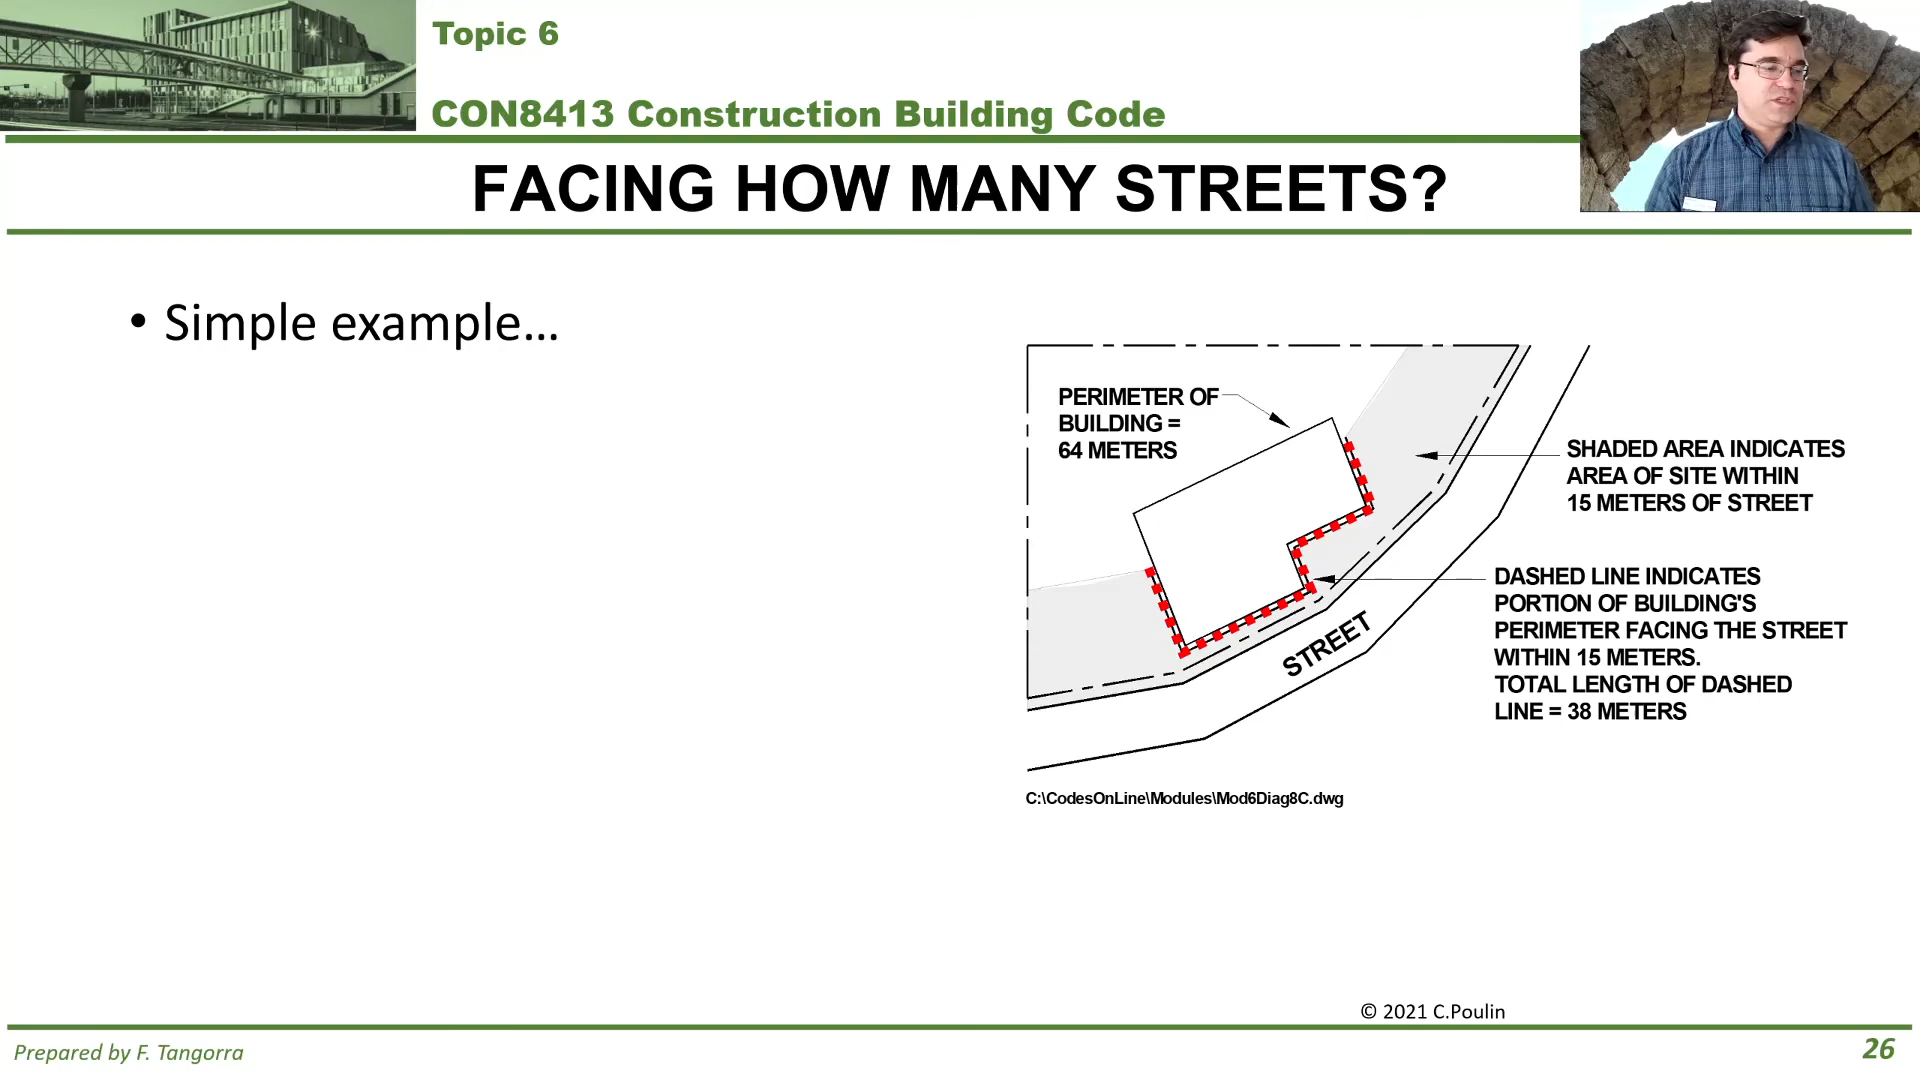 Topic 6
CON8413 Construction Building Code
FACING HOW MANY STREETS?
• Simple example...
PERIMETER OF
BUILDING =
64 METERS
SHADED AREA INDICATES
AREA OF SITE WITHIN
15 METERS OF STREET
DASHED LINE INDICATES
PORTION OF BUILDING'S
PERIMETER FACING THE STREET
WITHIN 15 METERS.
TOTAL LENGTH OF DASHED
LINE = 38 METERS
STREET
C:\CodesOnLine\Modules\Mod6Diag8C.dwg
© 2021 C.Poulin
Prepared by F. Tangorra
26